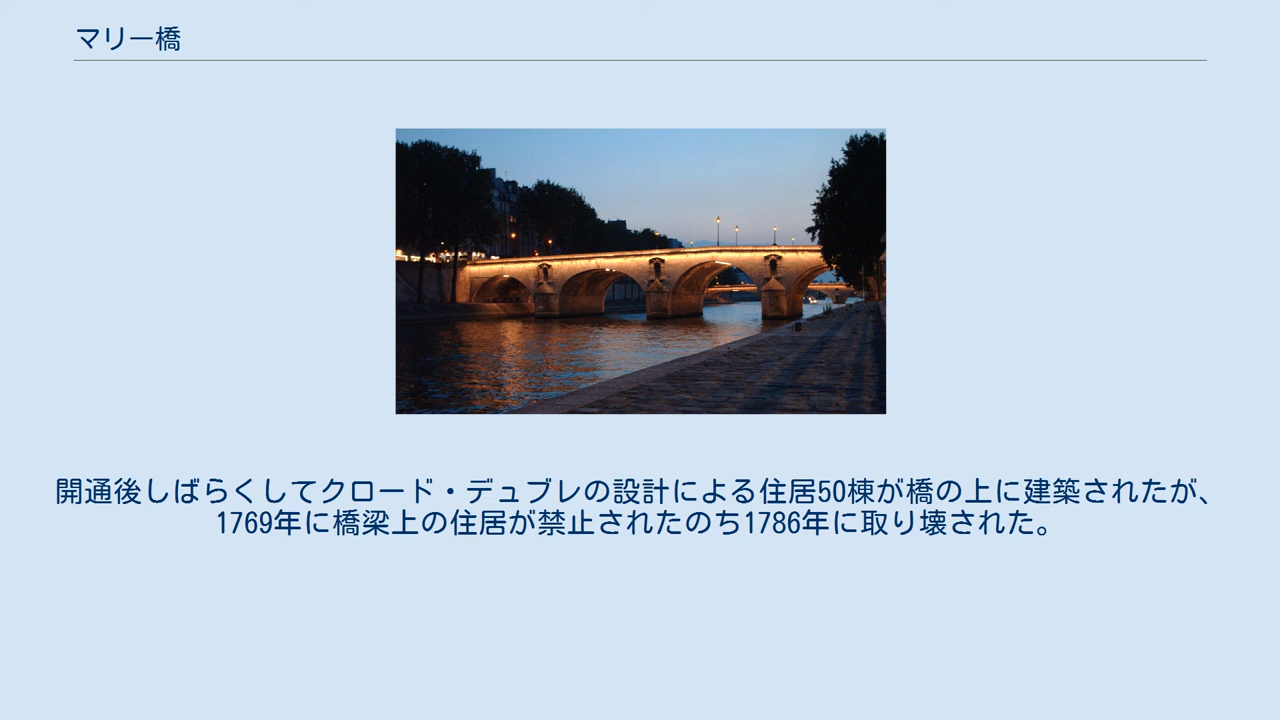 マリー橋
開通後しばらくしてクロード・デュブレの設計による住居50棟が橋の上に建築されたが、
1769年に橋梁上の住居が禁止されたのち1786年に取り壊された。